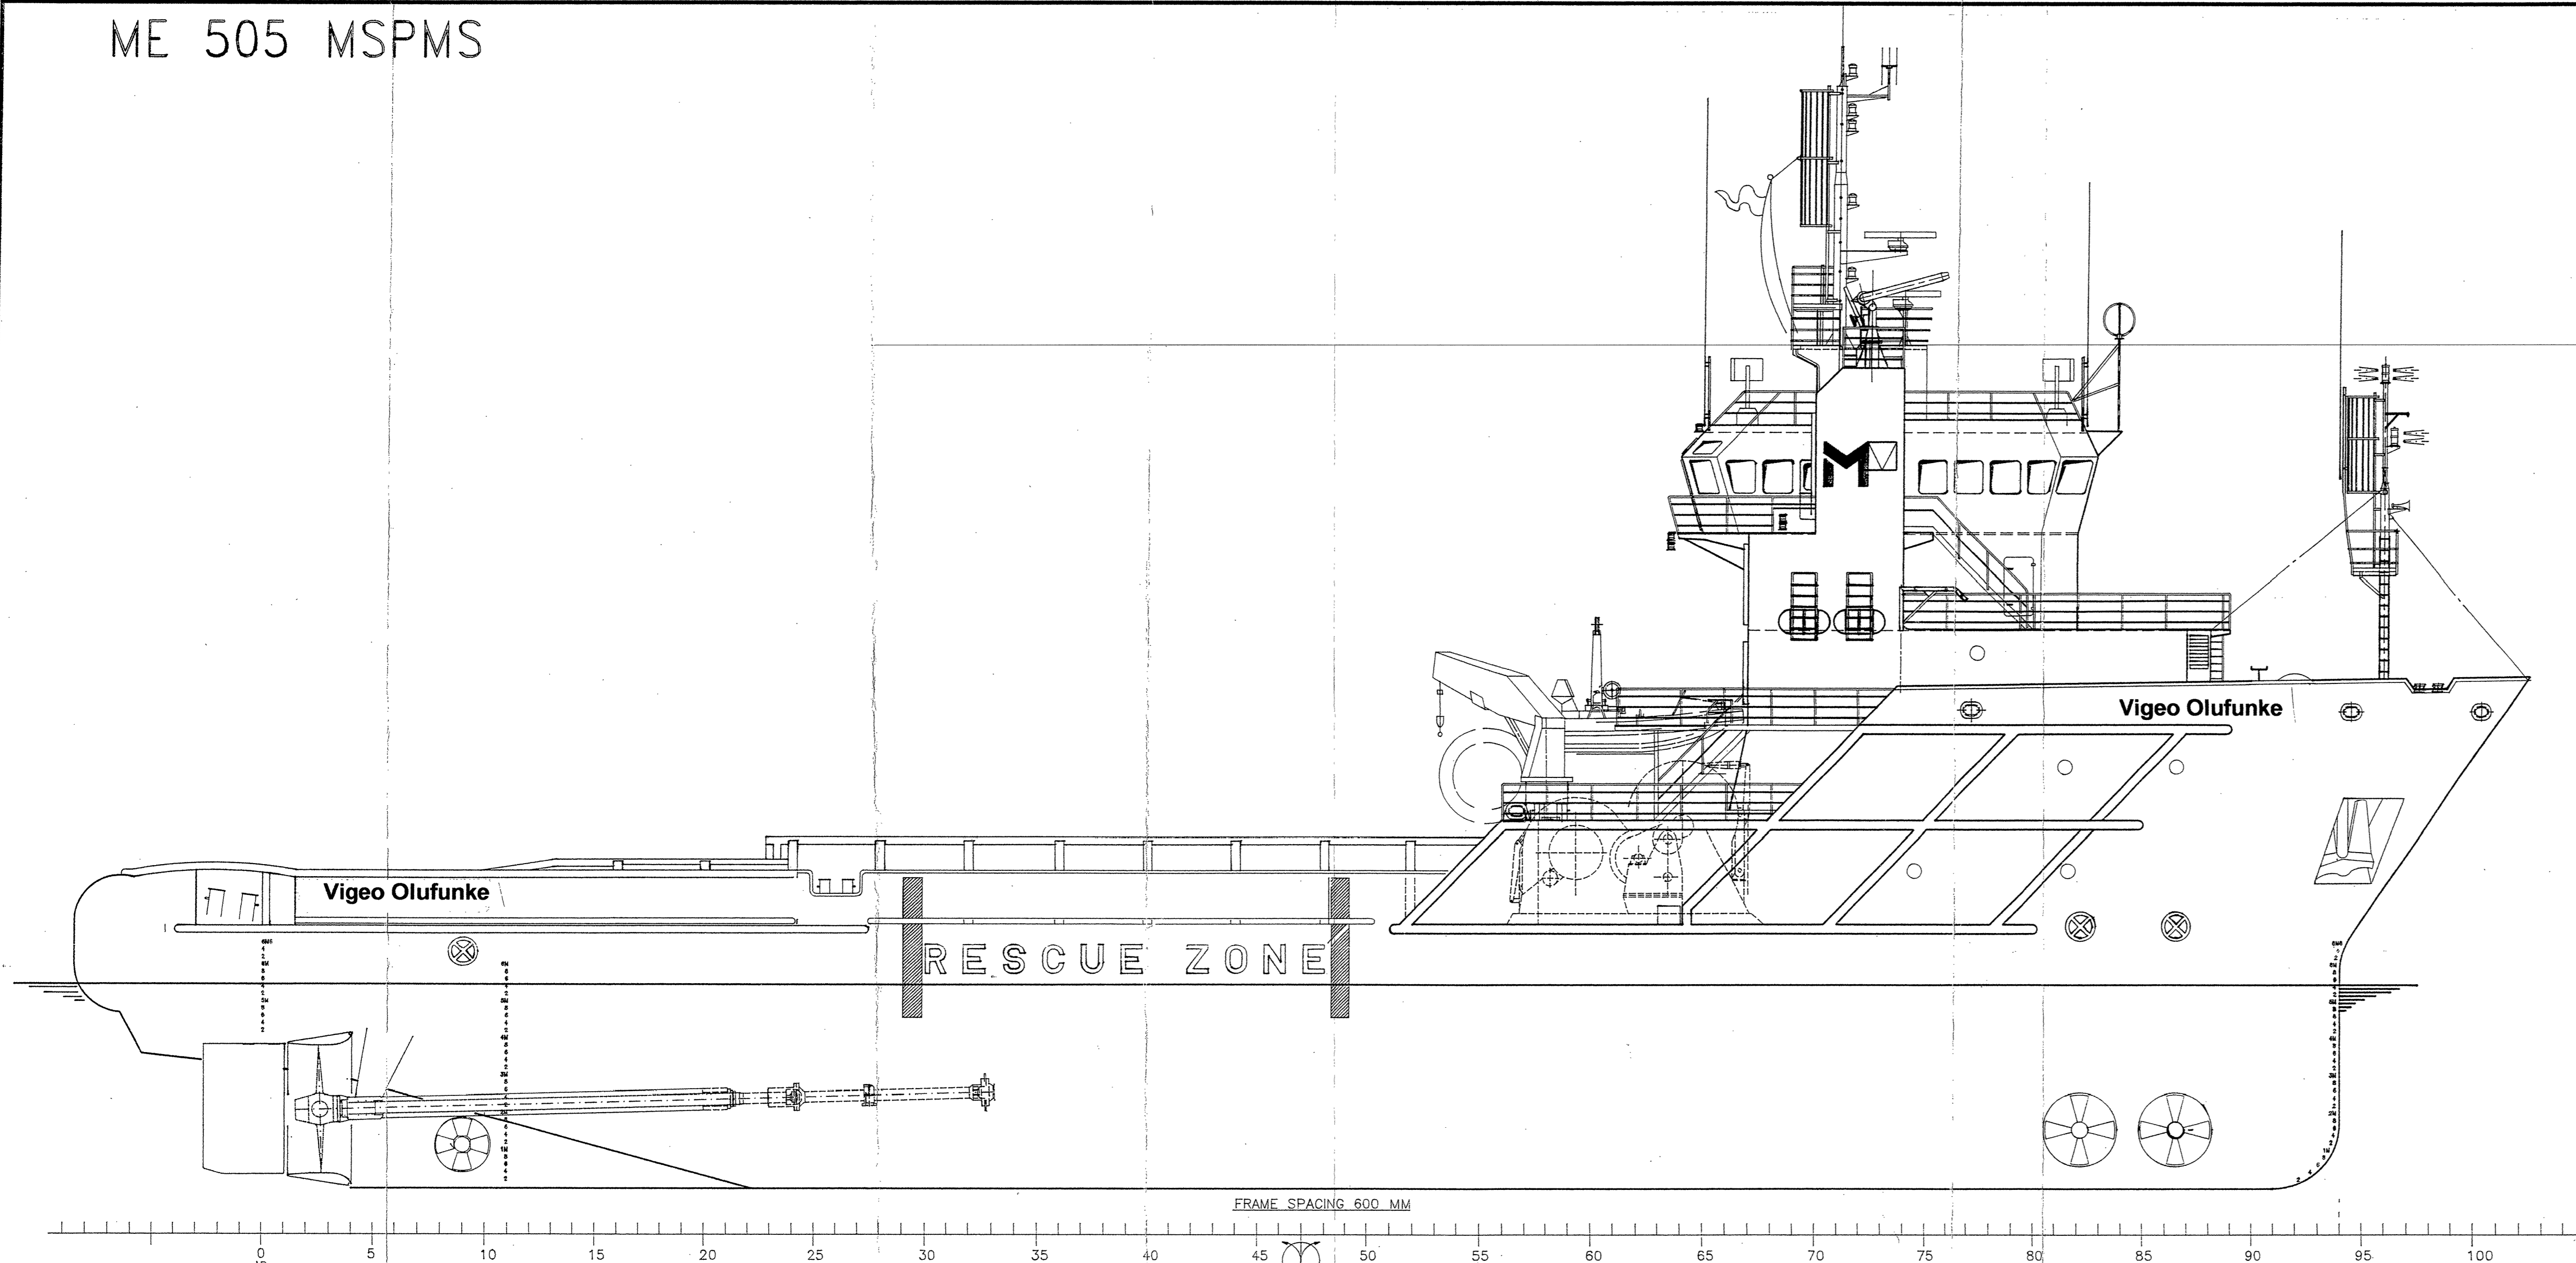 ME 505 MSPMS
M
Vigeo Olufunke
Vigeo Olufunke
RESCUE ZONE
FRAME SPACING 600 MM
0 5 10 15 20 25 30 35 40 45 50 55 60 65 70 75 80 85 90 95 100